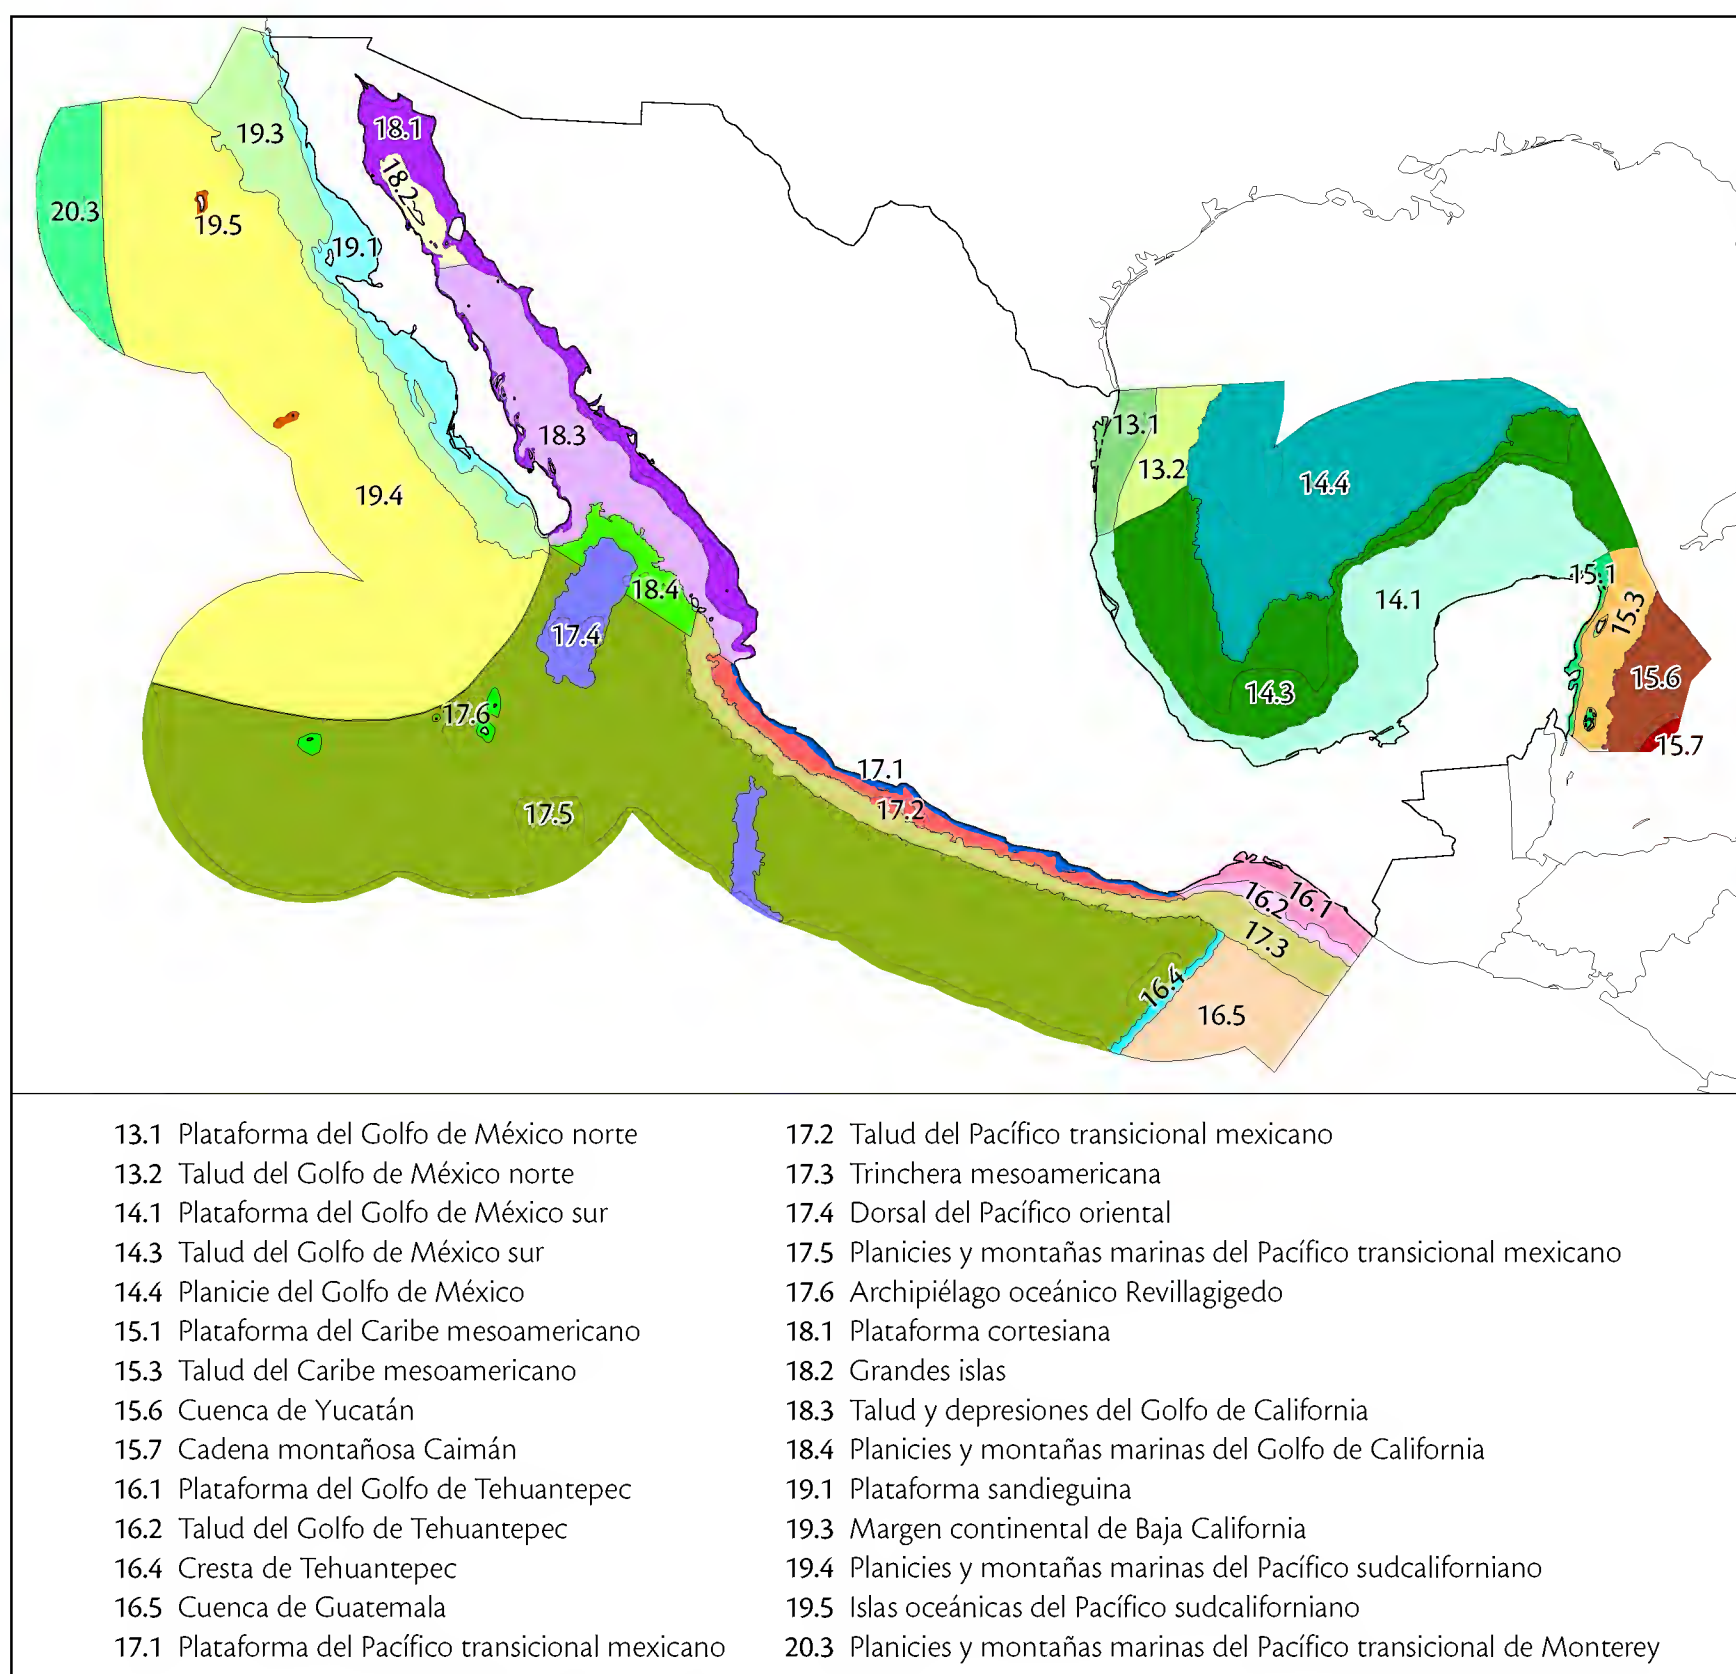 18.1
19.3
18.2
20.3
19.5
19.1
13.1
18.3
13.2
14.4
19.4
15.1
18.4
14.1
15.3
17.4
15.6
14.3
17.6
15.7
17.1
17.2
17.5
16.1
16.2
17.3
16.4
16.5
13.1 Plataforma del Golfo de México norte
13.2 Talud del Golfo de México norte
14.1 Plataforma del Golfo de México sur
14.3 Talud del Golfo de México sur
14.4 Planicie del Golfo de México
15.1 Plataforma del Caribe mesoamericano
15.3 Talud del Caribe mesoamericano
15.6 Cuenca de Yucatán
15.7 Cadena montañosa Caimán
16.1 Plataforma del Golfo de Tehuantepec
16.2 Talud del Golfo de Tehuantepec
16.4 Cresta de Tehuantepec
16.5 Cuenca de Guatemala
17.1 Plataforma del Pacífico transicional mexicano
17.2 Talud del Pacífico transicional mexicano
17.3 Trinchera mesoamericana
17.4 Dorsal del Pacífico oriental
17.5 Planicies y montañas marinas del Pacífico transicional mexicano
17.6 Archipiélago oceánico Revillagigedo
18.1 Plataforma cortesiana
18.2 Grandes islas
18.3 Talud y depresiones del Golfo de California
18.4 Planicies y montañas marinas del Golfo de California
19.1 Plataforma sandieguina
19.3 Margen continental de Baja California
19.4 Planicies y montañas marinas del Pacífico sudcaliforniano
19.5 Islas oceánicas del Pacífico sudcaliforniano
20.3 Planicies y montañas marinas del Pacífico transicional de Monterey